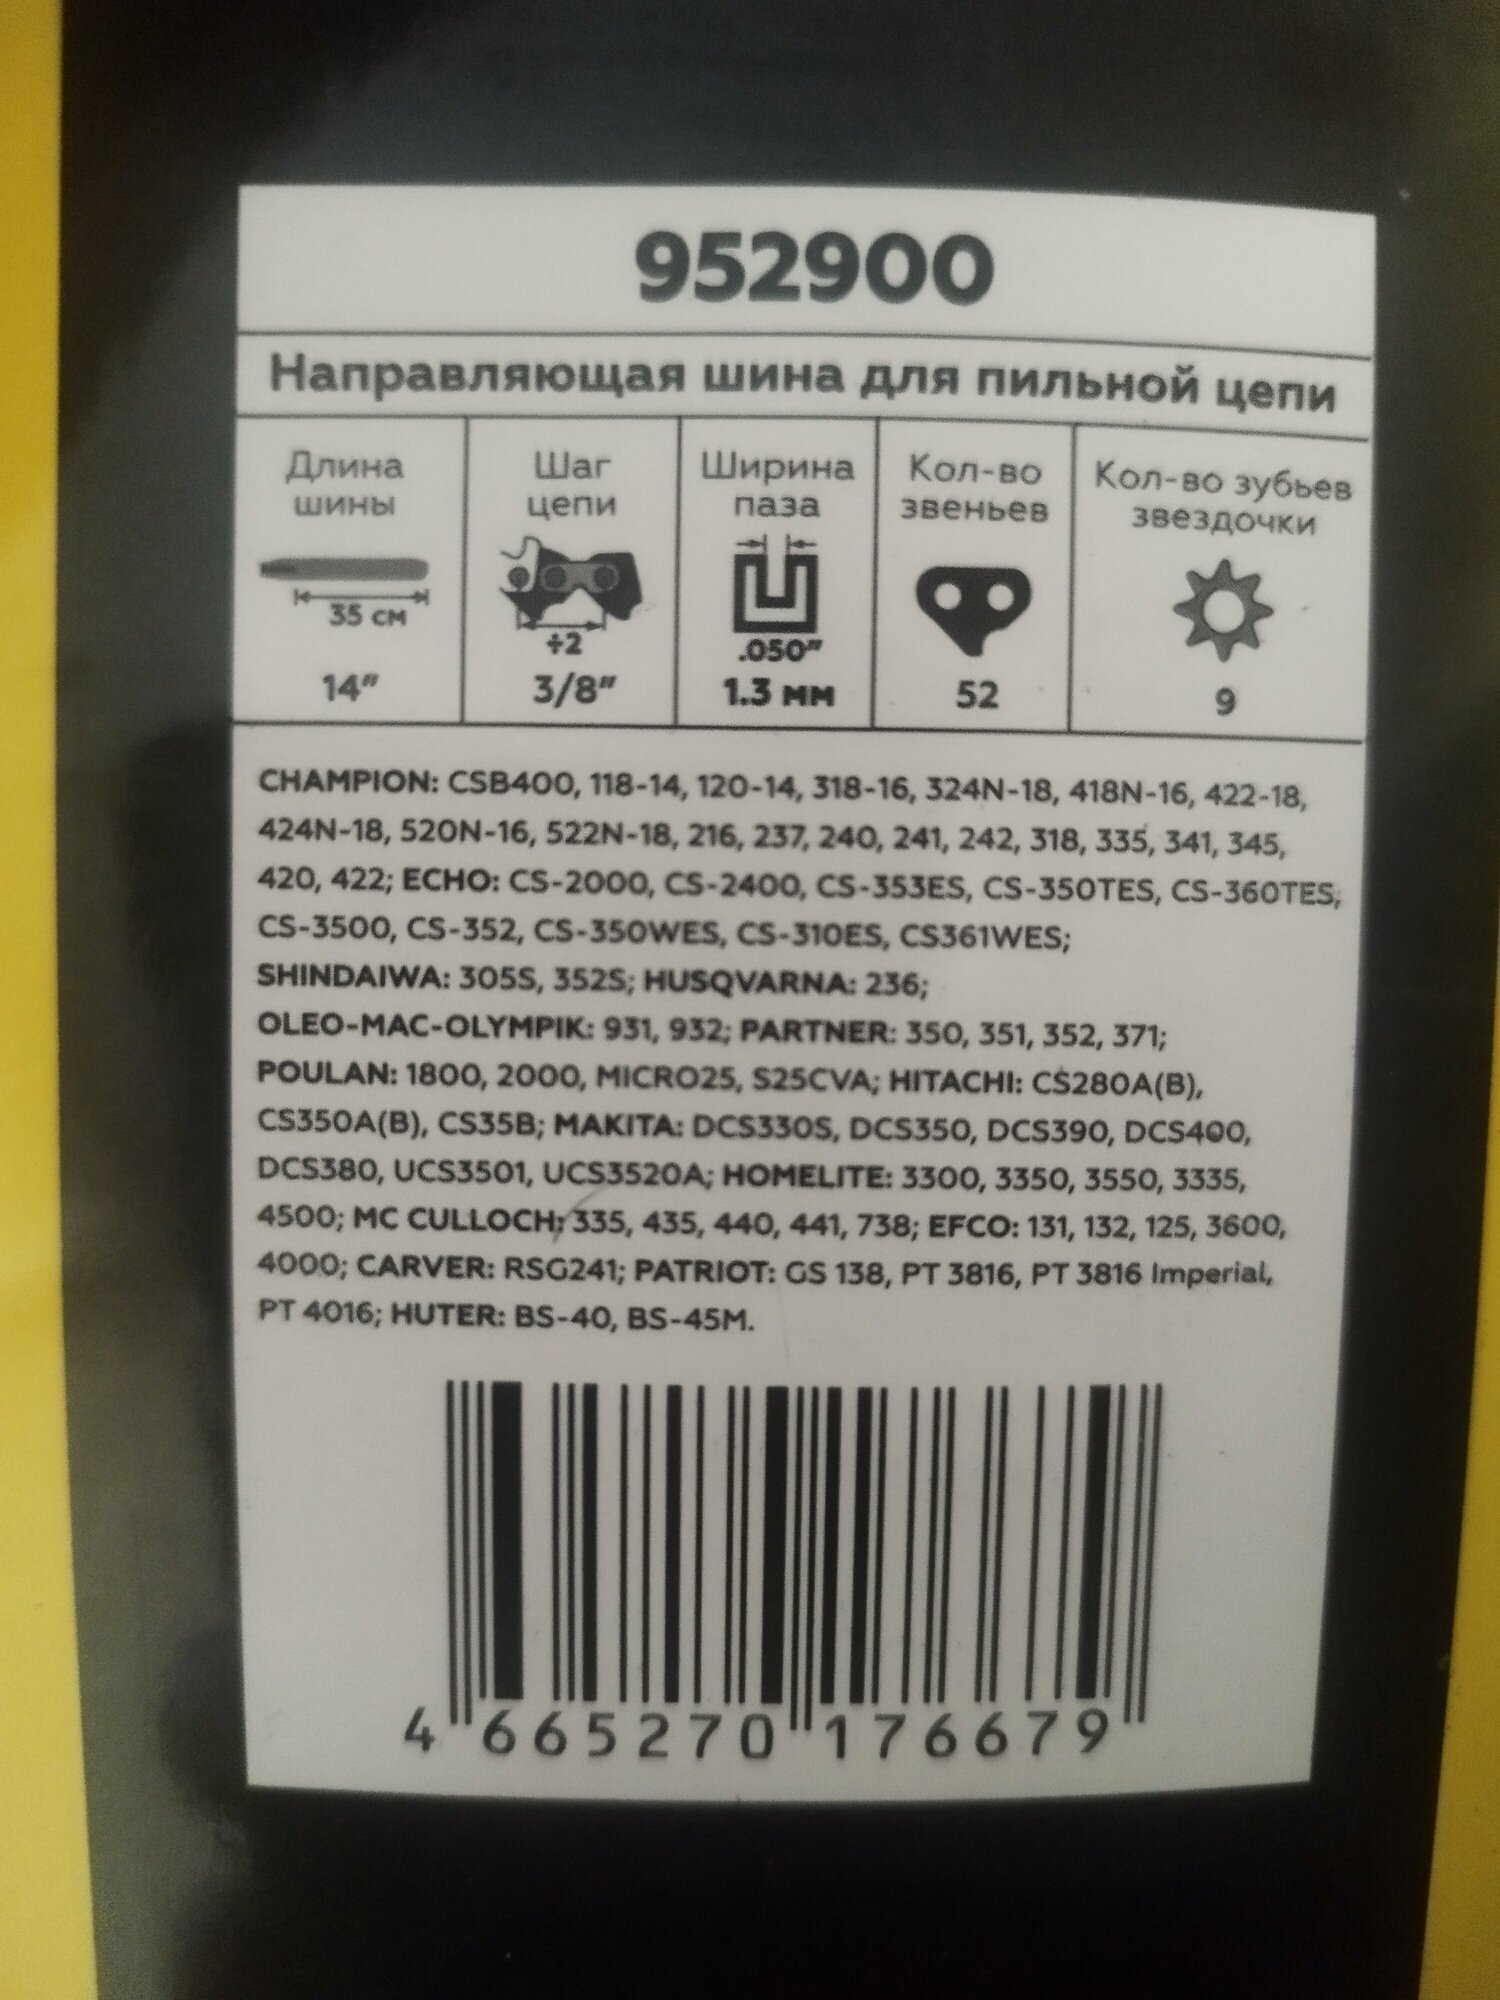 952900
Направляющая шина для пильной цепи
Длина шины
35 см
14"
Шаг цепи
÷2
3/8"
Ширина паза
.050"
1.3 мм
Кол-во звеньев
52
Кол-во зубьев звездочки
9
CHAMPION: CSB400, 118-14, 120-14, 318-16, 324N-18, 418N-16, 422-18,
424N-18, 520N-16, 522N-18, 216, 237, 240, 241, 242, 318, 335, 341, 345,
420, 422; ECHO: CS-2000, CS-2400, CS-353ES, CS-350TES, CS-360TES,
CS-3500, CS-352, CS-350WES, CS-310ES, CS361WES;
SHINDAIWA: 305S, 352S; HUSQVARNA: 236;
OLEO-MAC-OLYMPIK: 931, 932; PARTNER: 350, 351, 352, 371;
POULAN: 1800, 2000, MICRO25, S25CVA; HITACHI: CS280A(B),
CS350A(B), CS35B; MAKITA: DCS330S, DCS350, DCS390, DCS400,
DCS380, UCS3501, UCS3520A; HOMELITE: 3300, 3350, 3550, 3335,
4500; MC CULLOCH: 335, 435, 440, 441, 738; EFCO: 131, 132, 125, 3600,
4000; CARVER: RSG241; PATRIOT: GS 138, PT 3816, PT 3816 Imperial,
PT 4016; HUTER: BS-40, BS-45M.
4 665270 176679